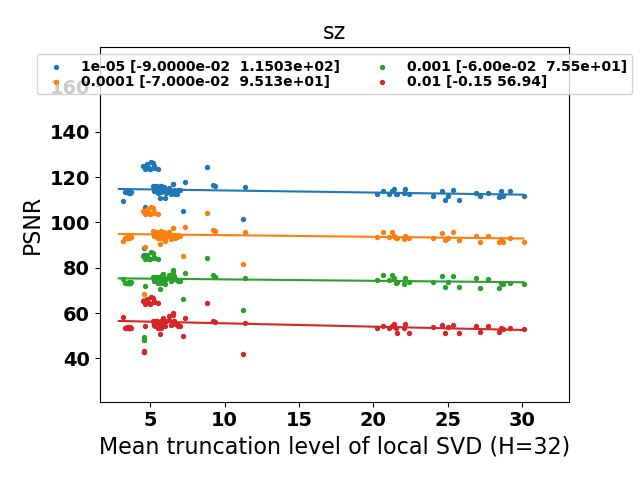 sz
1e-05 [-9.0000e-02  1.1503e+02]
0.0001 [-7.000e-02  9.513e+01]
0.001 [-6.00e-02  7.55e+01]
0.01 [-0.15 56.94]
160
140
120
100
80
60
40
PSNR
5
10
15
20
25
30
Mean truncation level of local SVD (H=32)